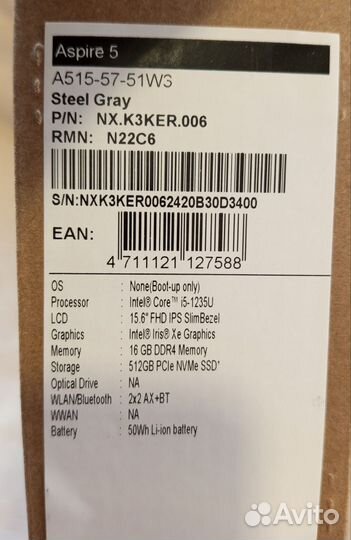 Aspire 5
A515-57-51W3
Steel Gray
P/N: NX.K3KER.006
RMN: N22C6
S/N:NXK3KER0062420B30D3400
EAN:
4 711121 127588
OS : None(Boot-up only)
Processor : Intel® Core™ i5-1235U
LCD : 15.6" FHD IPS SlimBezel
Graphics : Intel® Iris® Xe Graphics
Memory : 16 GB DDR4 Memory
Storage : 512GB PCIe NVMe SSD*
Optical Drive : NA
WLAN/Bluetooth : 2x2 AX+BT
WWAN : NA
Battery : 50Wh Li-ion battery
Avito